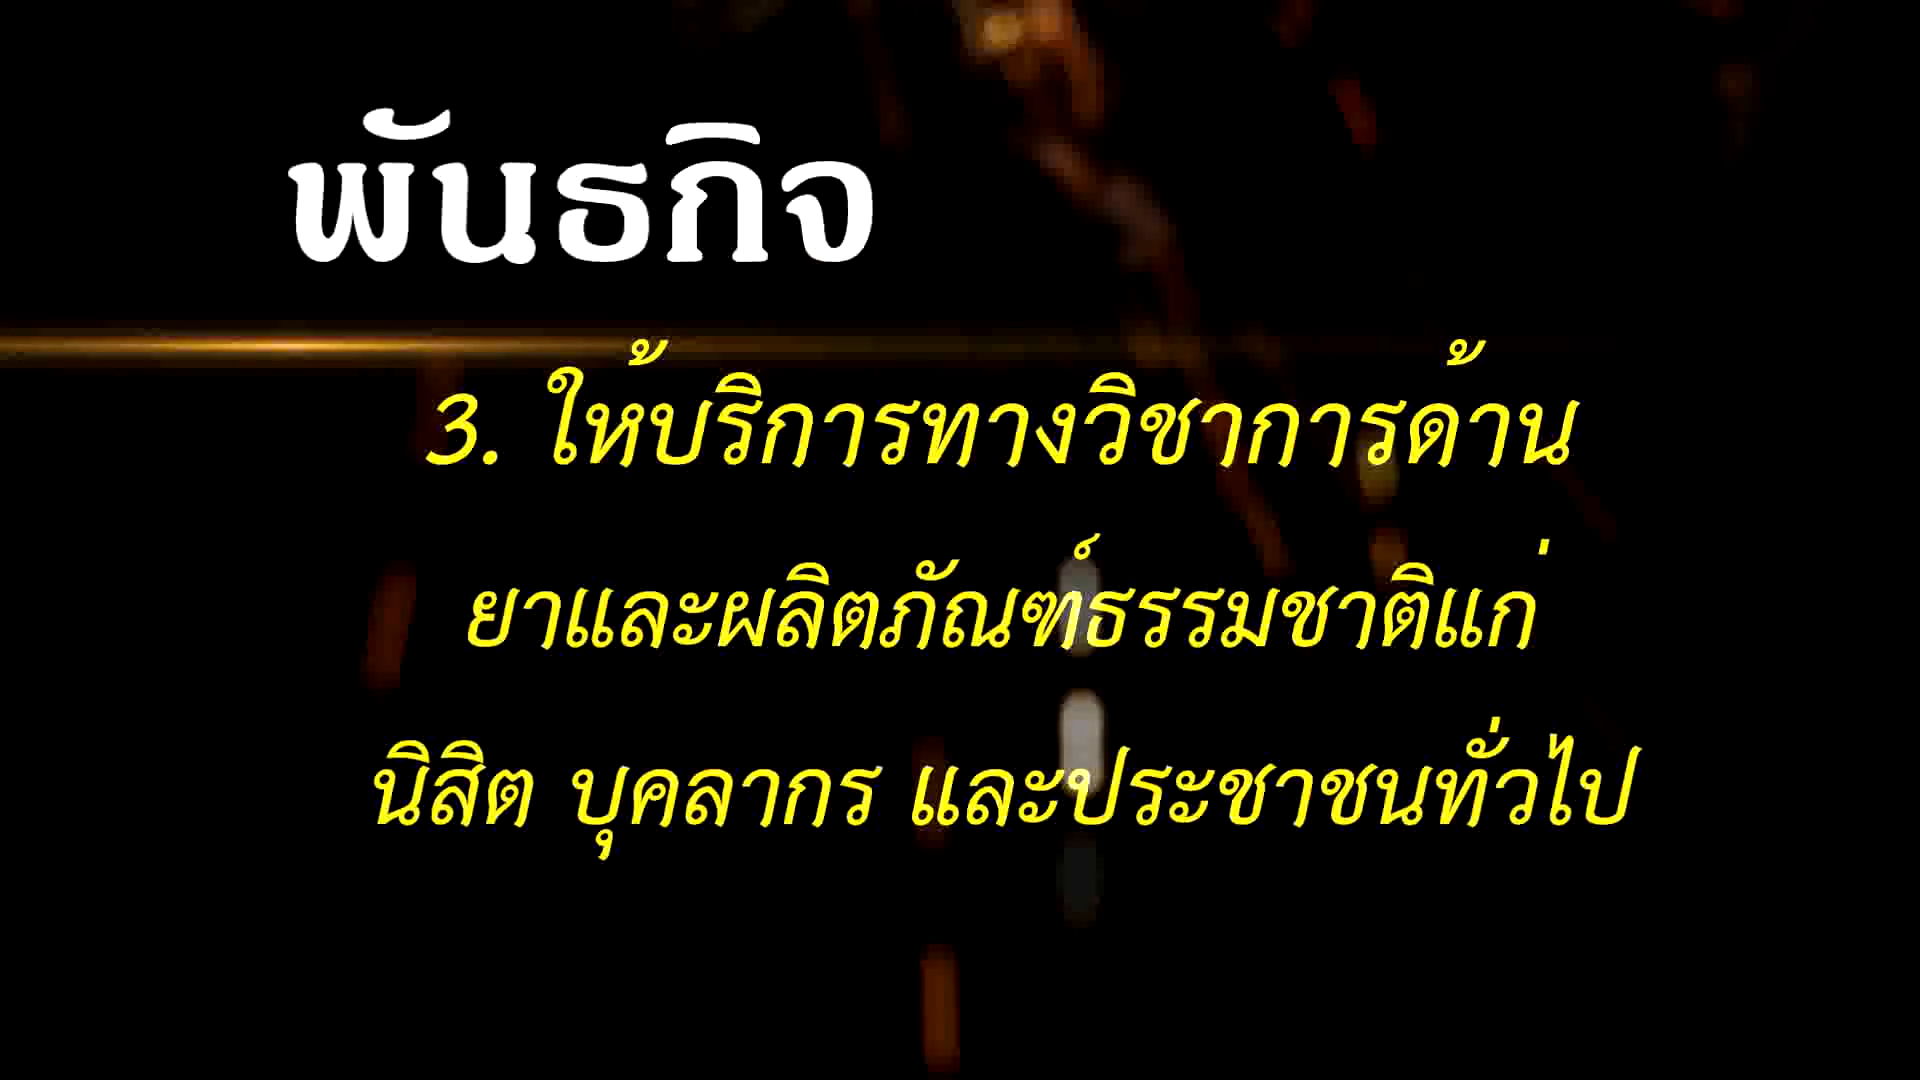 พันธกิจ
3. ให้บริการทางวิชาการด้าน
ยาและผลิตภัณฑ์ธรรมชาติแก่
นิสิต บุคลากร และประชาชนทั่วไป